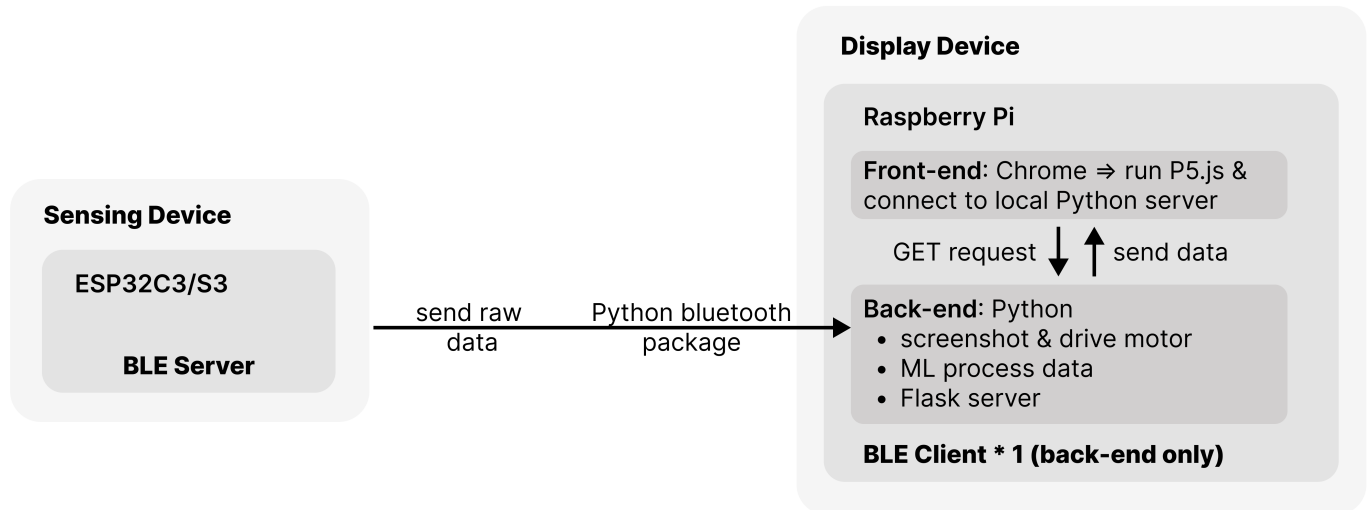 Display Device
Raspberry Pi
Front-end: Chrome => run P5.js &
connect to local Python server
GET request
send data
Back-end: Python
• screenshot & drive motor
• ML process data
• Flask server
BLE Client * 1 (back-end only)
Sensing Device
ESP32C3/S3
BLE Server
send raw
data
Python bluetooth
package